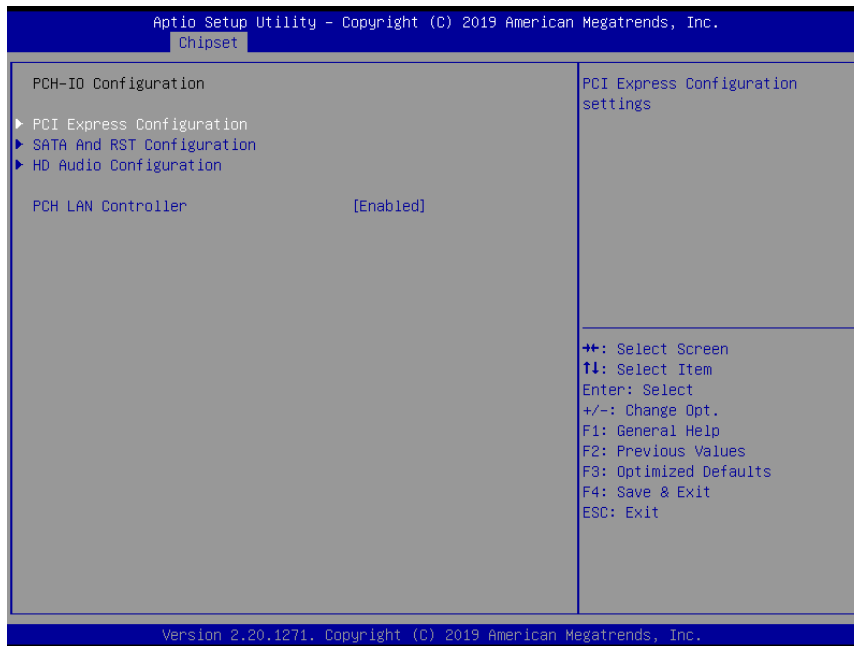 Aptio Setup Utility – Copyright (C) 2019 American Megatrends, Inc.
Chipset
PCH-IO Configuration
PCI Express Configuration
SATA And RST Configuration
HD Audio Configuration
PCH LAN Controller [Enabled]
PCI Express Configuration
settings
→←: Select Screen
↑↓: Select Item
Enter: Select
+/-: Change Opt.
F1: General Help
F2: Previous Values
F3: Optimized Defaults
F4: Save & Exit
ESC: Exit
Version 2.20.1271. Copyright (C) 2019 American Megatrends, Inc.